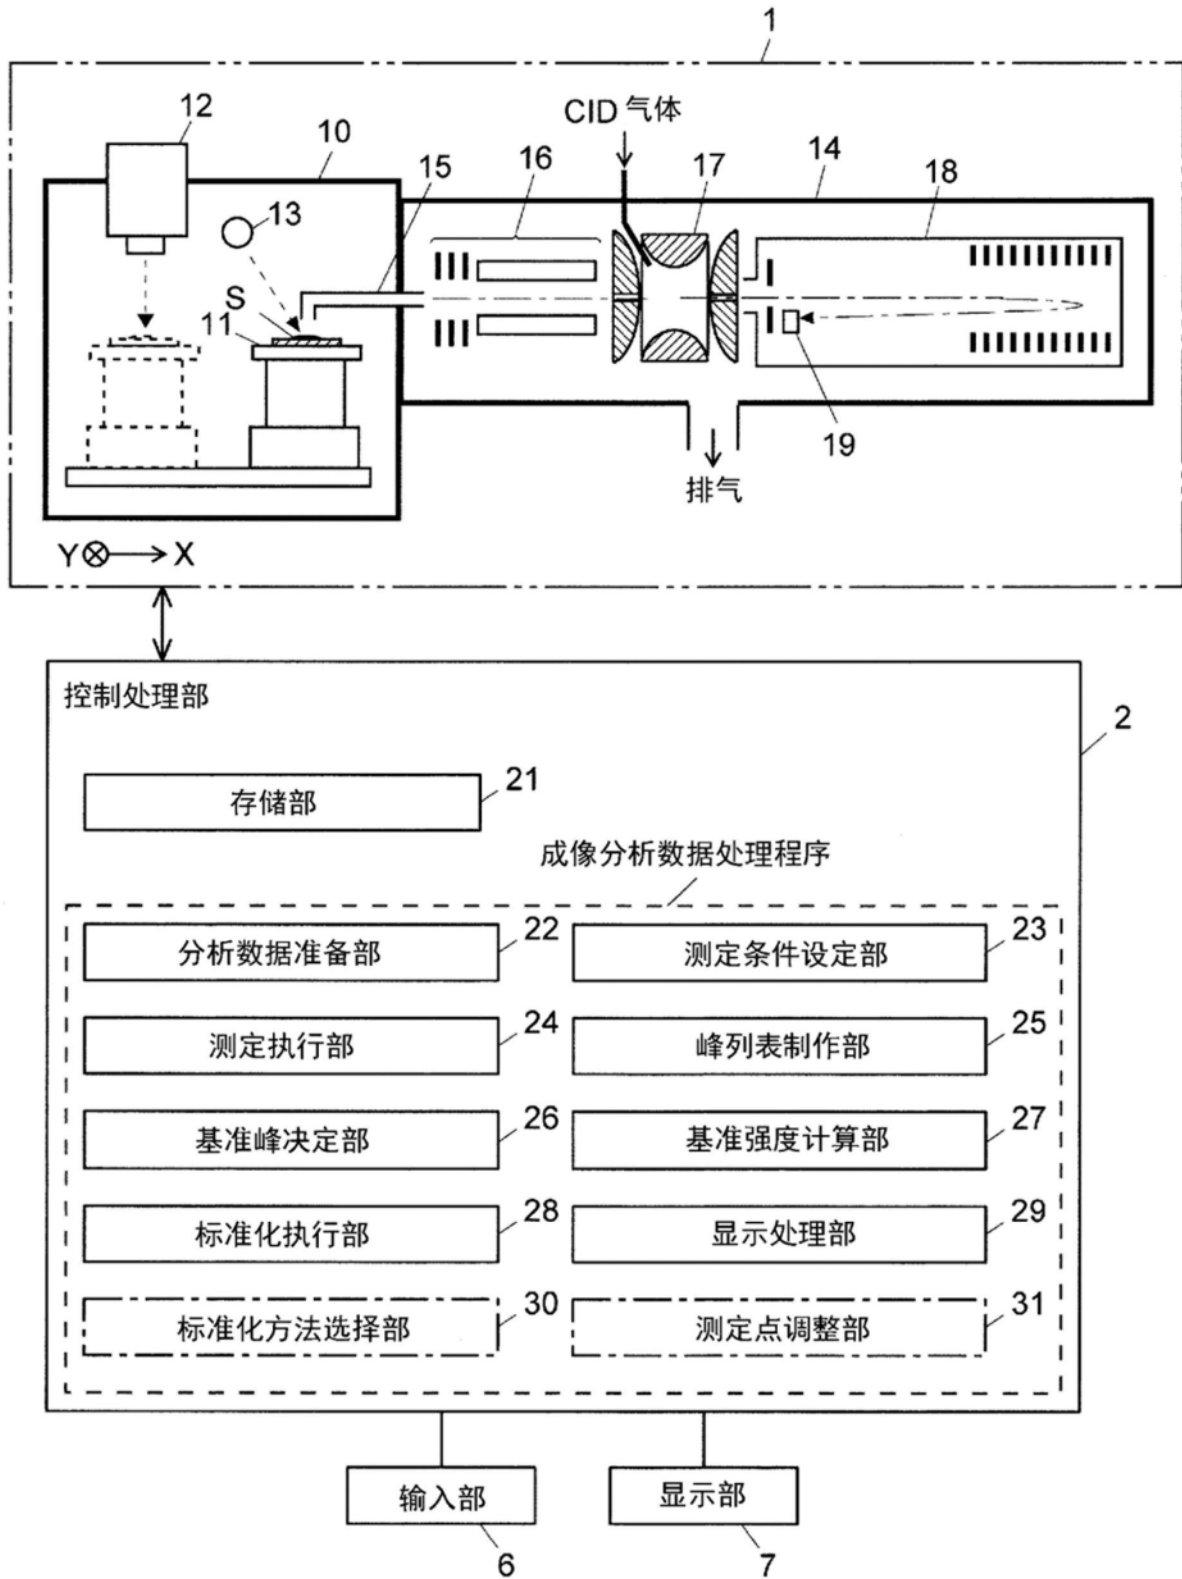 1
12
10
15
16
CID 气体
17
14
18
13
S
11
19
排气
Y
X
控制处理部
2
存储部
21
成像分析数据处理程序
分析数据准备部
22
测定条件设定部
23
测定执行部
24
峰列表制作部
25
基准峰决定部
26
基准强度计算部
27
标准化执行部
28
显示处理部
29
标准化方法选择部
30
测定点调整部
31
输入部
显示部
6
7